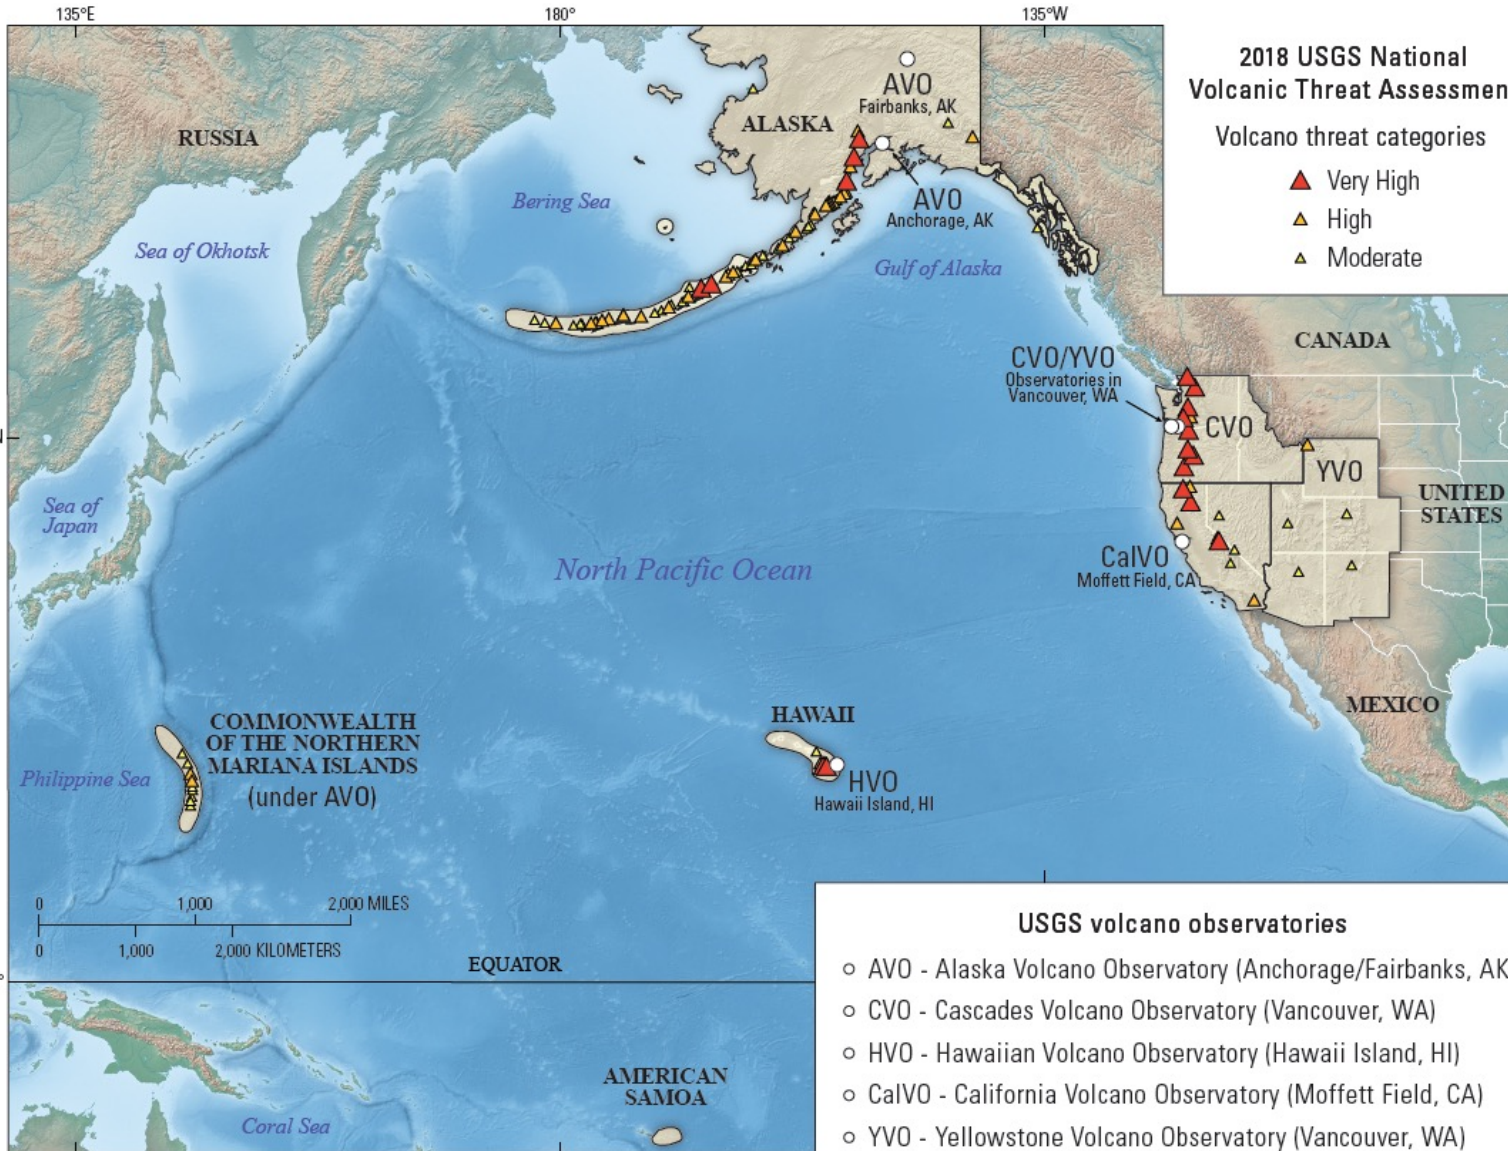 135°E
180°
135°W
2018 USGS National
Volcanic Threat Assessmen
Volcano threat categories
Very High
High
Moderate
AVO
Fairbanks, AK
ALASKA
RUSSIA
AVO
Anchorage, AK
Bering Sea
Sea of Okhotsk
Gulf of Alaska
CANADA
CVO/YVO
Observatories in
Vancouver, WA
CVO
YVO
UNITED
STATES
Sea of
Japan
CalVO
Moffett Field, CA
North Pacific Ocean
MEXICO
HAWAII
COMMONWEALTH
OF THE NORTHERN
MARIANA ISLANDS
(under AVO)
Philippine Sea
HVO
Hawaii Island, HI
0 1,000 2,000 MILES
0 1,000 2,000 KILOMETERS
EQUATOR
USGS volcano observatories
AVO - Alaska Volcano Observatory (Anchorage/Fairbanks, AK
CVO - Cascades Volcano Observatory (Vancouver, WA)
HVO - Hawaiian Volcano Observatory (Hawaii Island, HI)
CalVO - California Volcano Observatory (Moffett Field, CA)
YVO - Yellowstone Volcano Observatory (Vancouver, WA)
AMERICAN
SAMOA
Coral Sea